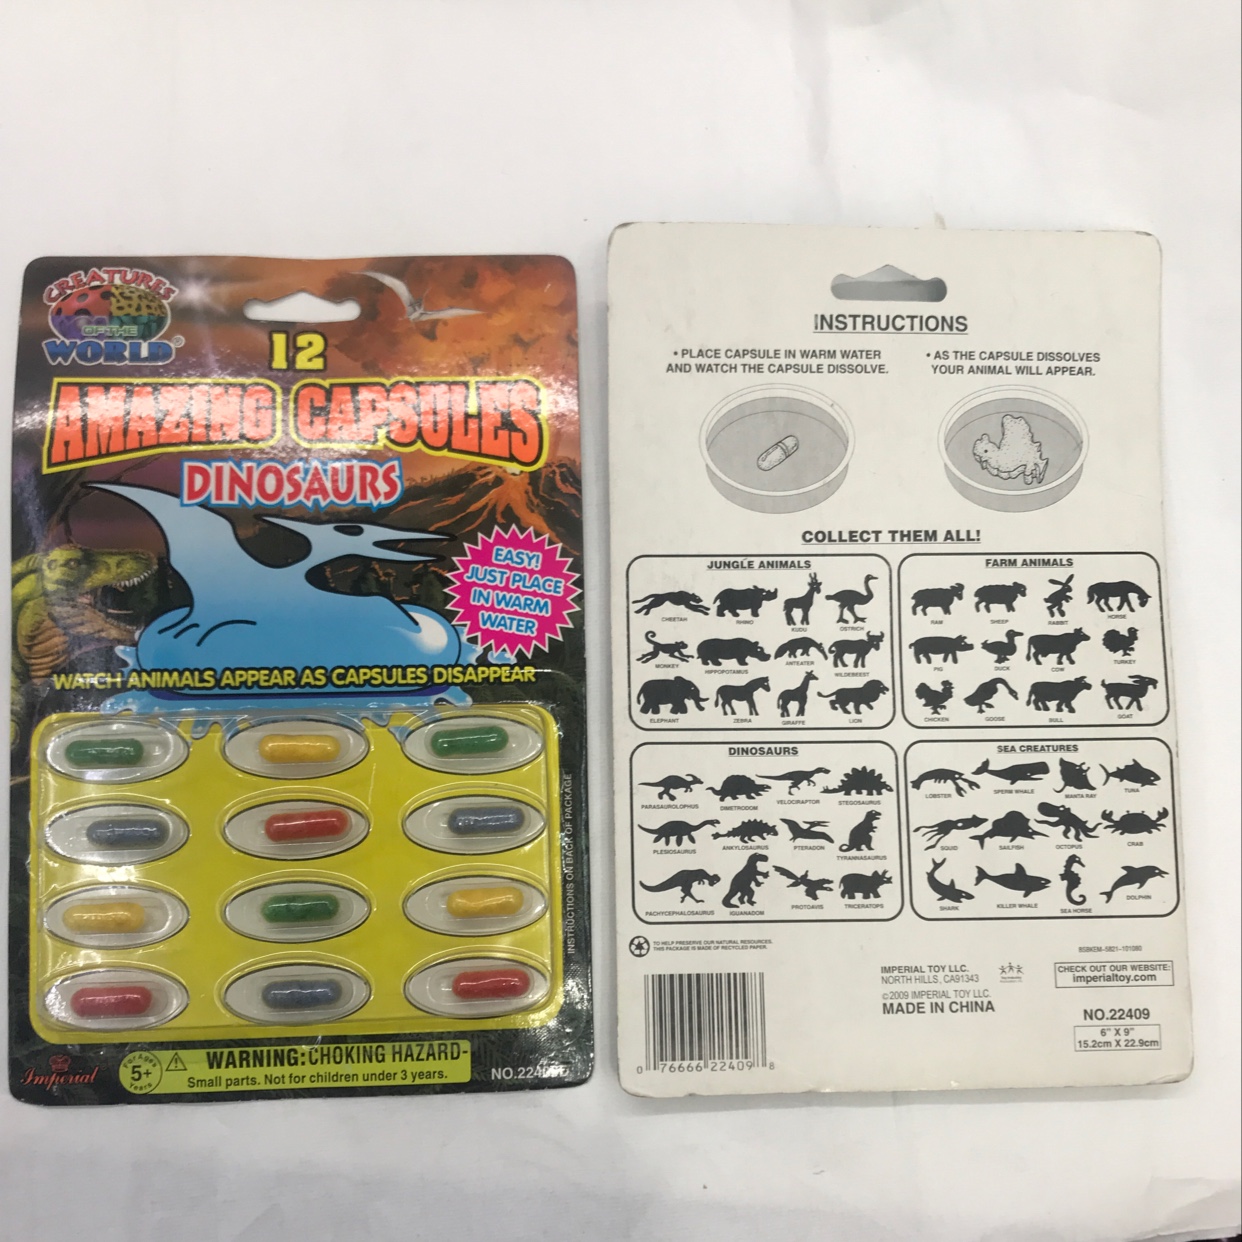 CREATURES
OF THE
WORLD®
12
AMAZING CAPSULES
DINOSAURS
EASY!
JUST PLACE
IN WARM
WATER
WATCH ANIMALS APPEAR AS CAPSULES DISAPPEAR
INSTRUCTIONS ON BACK OF PACKAGE
Imperial
For Ages
5+
Years
WARNING: CHOKING HAZARD-
Small parts. Not for children under 3 years.
INSTRUCTIONS
• PLACE CAPSULE IN WARM WATER
AND WATCH THE CAPSULE DISSOLVE.
• AS THE CAPSULE DISSOLVES
YOUR ANIMAL WILL APPEAR.
COLLECT THEM ALL!
JUNGLE ANIMALS
CHEETAH RHINO KUDU OSTRICH
MONKEY HIPPOPOTAMUS ANTEATER WILDEBEEST
ELEPHANT ZEBRA GIRAFFE LION
FARM ANIMALS
RAM SHEEP RABBIT HORSE
PIG DUCK COW TURKEY
CHICKEN GOOSE BULL GOAT
DINOSAURS
PARASAUROLOPHUS DIMETRODOM VELOCIRAPTOR STEGOSAURUS
PLESIOSAURUS ANKYLOSAURUS PTERADON TYRANNASAURUS
PACHYCEPHALOSAURUS IGUANADOM PROTOAVIS TRICERATOPS
SEA CREATURES
LOBSTER SPERM WHALE MANTA RAY TUNA
SQUID SAILFISH OCTOPUS CRAB
SHARK KILLER WHALE SEA HORSE DOLPHIN
TO HELP PRESERVE OUR NATURAL RESOURCES.
THIS PACKAGE IS MADE OF RECYCLED PAPER.
0 76666 22409 8
IMPERIAL TOY LLC.
NORTH HILLS, CA91343
©2009 IMPERIAL TOY LLC.
MADE IN CHINA
CHECK OUT OUR WEBSITE:
imperialtoy.com
NO.22409
6" X 9"
15.2cm X 22.9cm